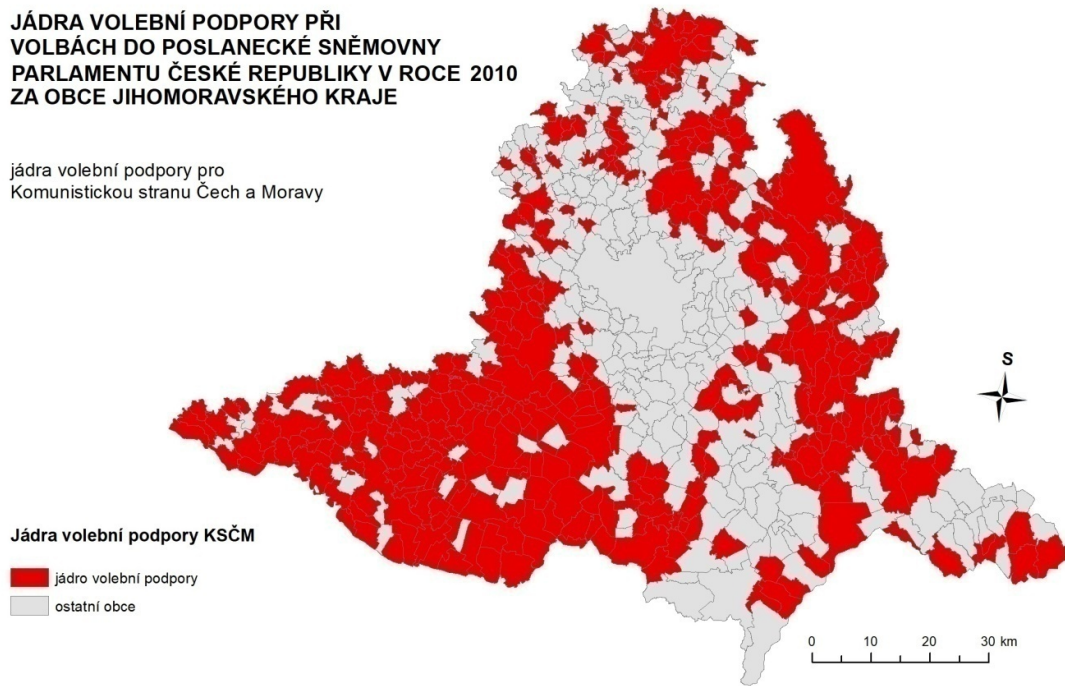 JÁDRA VOLEBNÍ PODPORY PŘI
VOLBÁCH DO POSLANECKÉ SNĚMOVNY
PARLAMENTU ČESKÉ REPUBLIKY V ROCE 2010
ZA OBCE JIHOMORAVSKÉHO KRAJE
jádra volební podpory pro
Komunistickou stranu Čech a Moravy
S
Jádra volební podpory KSČM
jádro volební podpory
ostatní obce
0 10 20 30 km